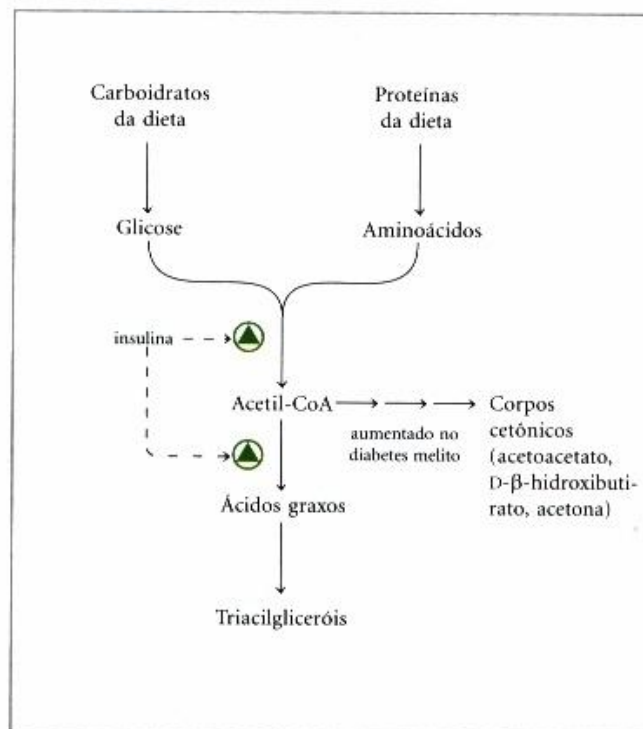 Carboidratos
da dieta
Proteínas
da dieta
Glicose
Aminoácidos
insulina
Acetil-CoA
aumentado no
diabetes melito
Corpos
cetônicos
(acetoacetato,
D-β-hidroxibuti-
rato, acetona)
Ácidos graxos
Triacilgliceróis